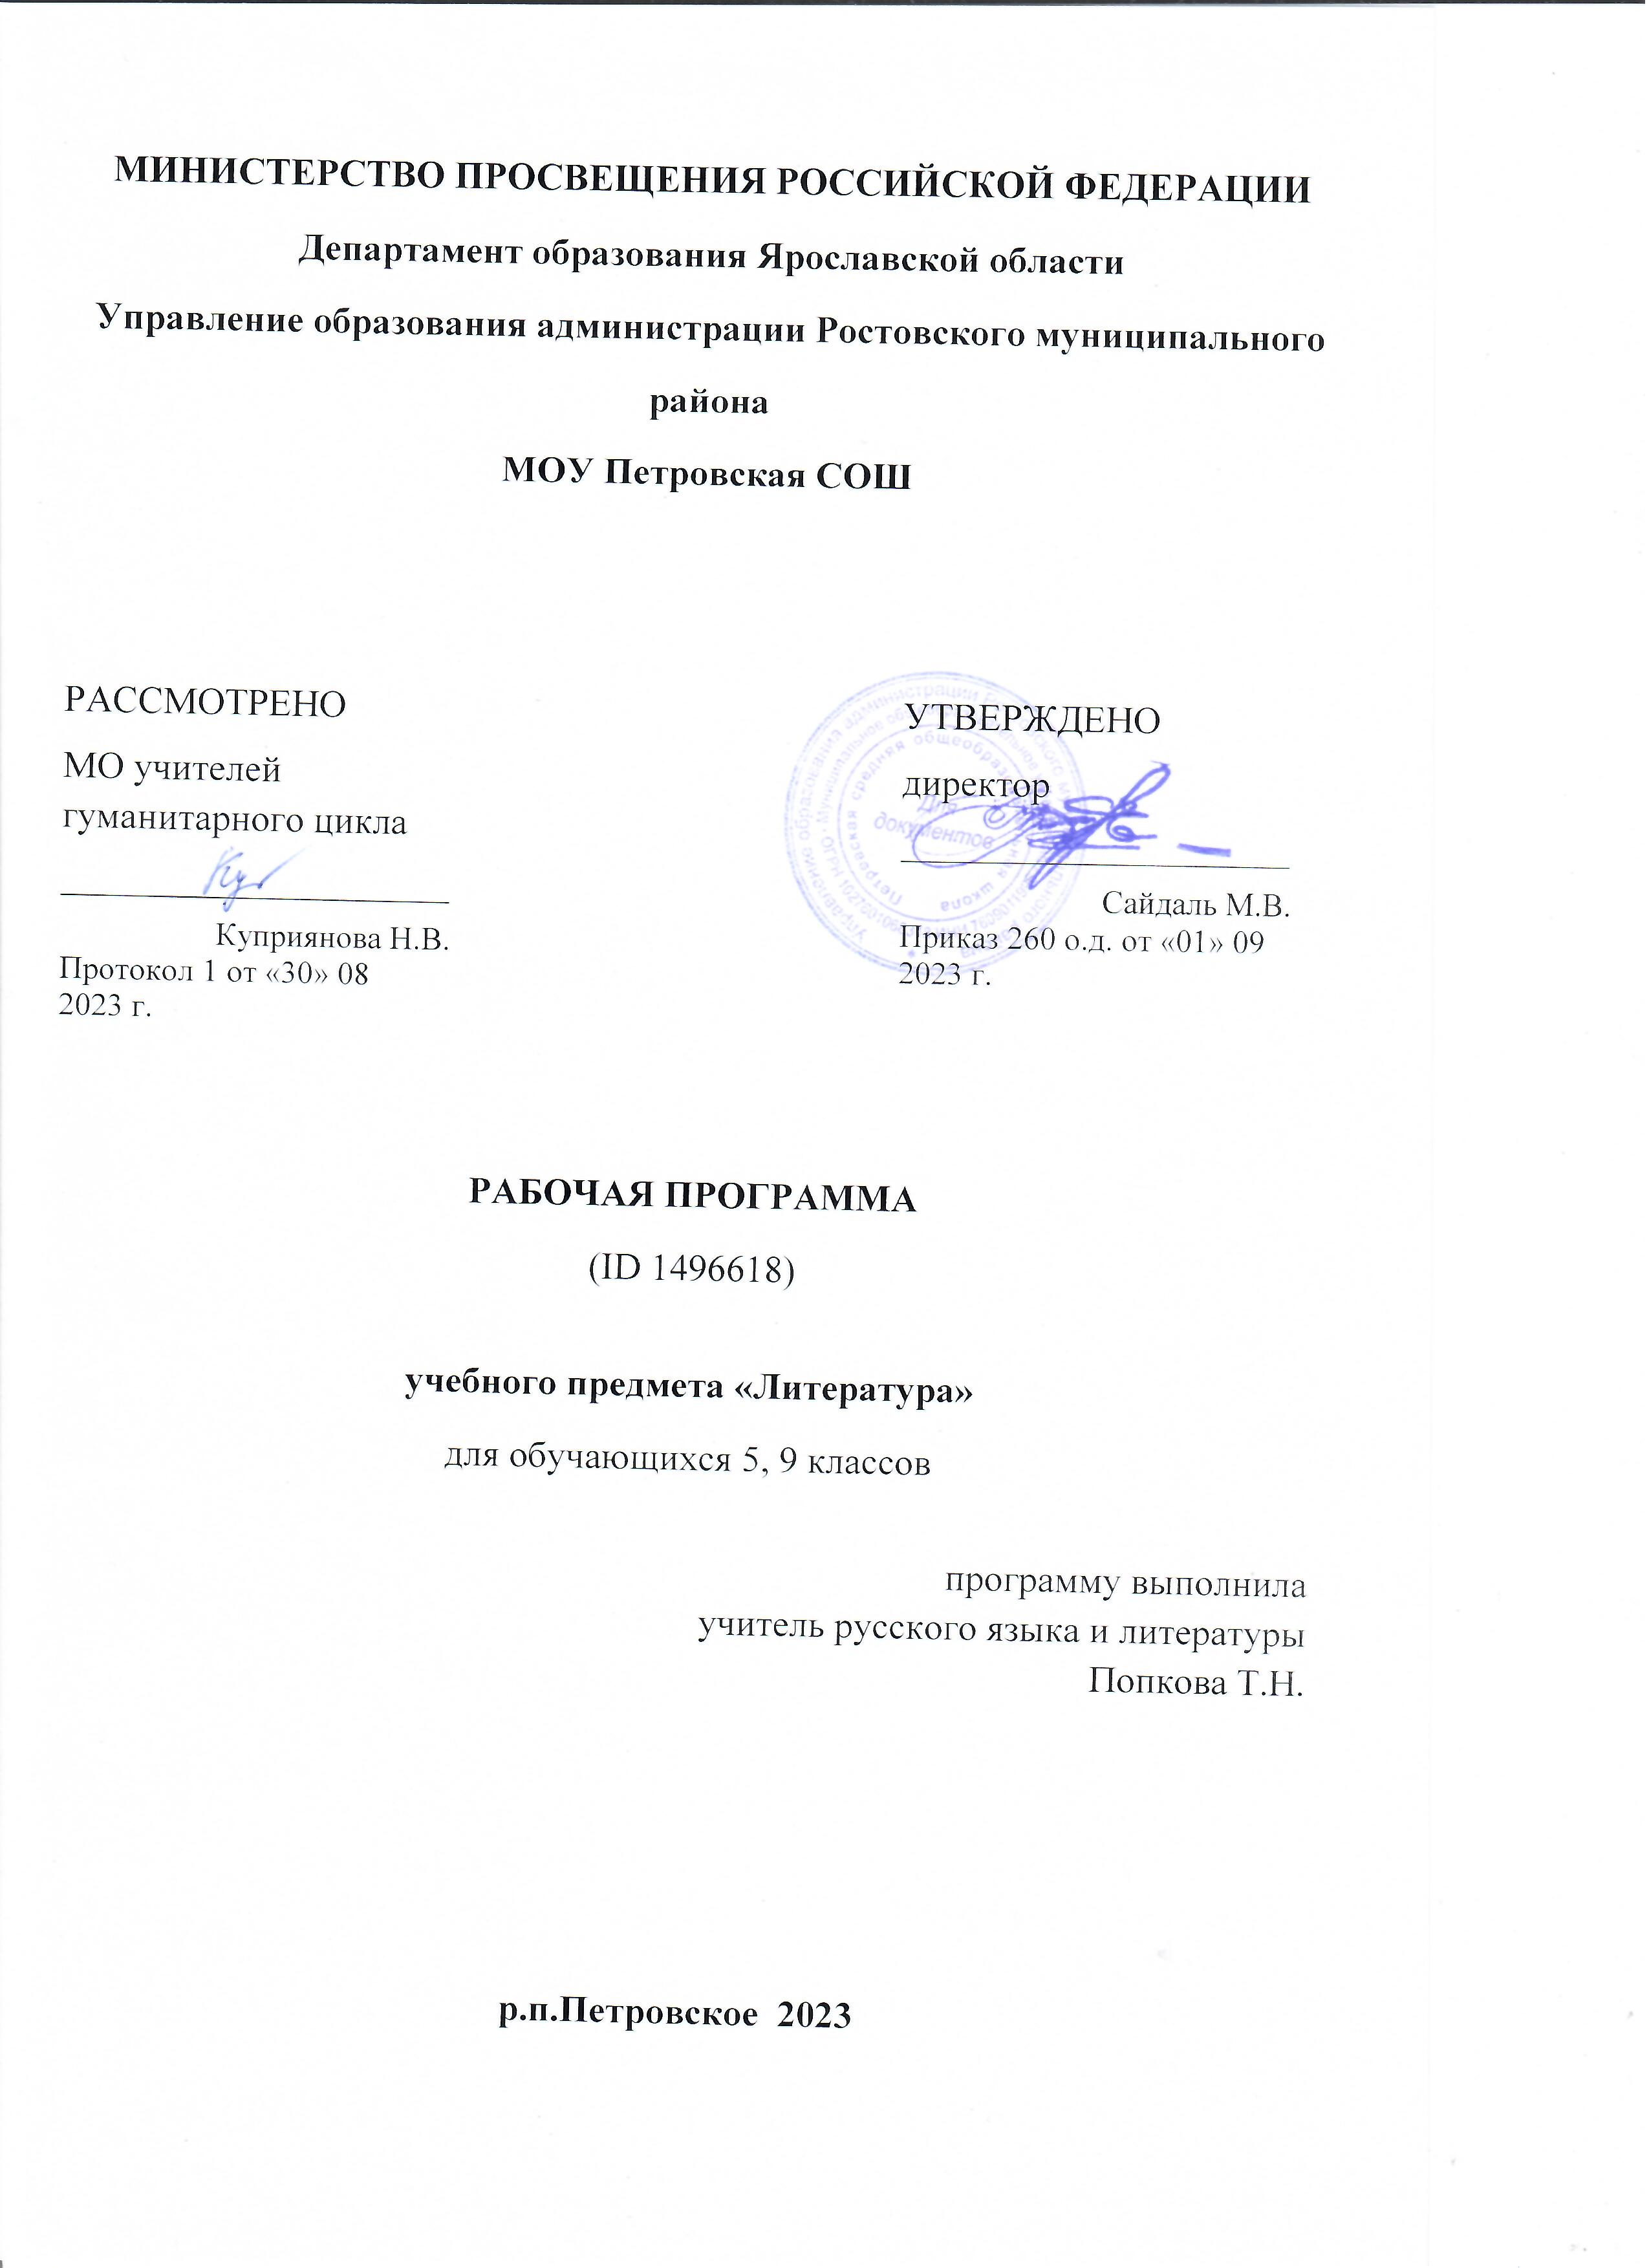 МИНИСТЕРСТВО ПРОСВЕЩЕНИЯ РОССИЙСКОЙ ФЕДЕРАЦИИ
Департамент образования Ярославской области
Управление образования администрации Ростовского муниципального
района
МОУ Петровская СОШ
РАССМОТРЕНО
МО учителей
гуманитарного цикла
Куприянова Н.В.
Протокол 1 от «30» 08
2023 г.
УТВЕРЖДЕНО
директор
Для
документов
Сайдаль М.В.
Приказ 260 о.д. от «01» 09
2023 г.
РАБОЧАЯ ПРОГРАММА
(ID 1496618)
учебного предмета «Литература»
для обучающихся 5, 9 классов
программу выполнила
учитель русского языка и литературы
Попкова Т.Н.
р.п.Петровское 2023